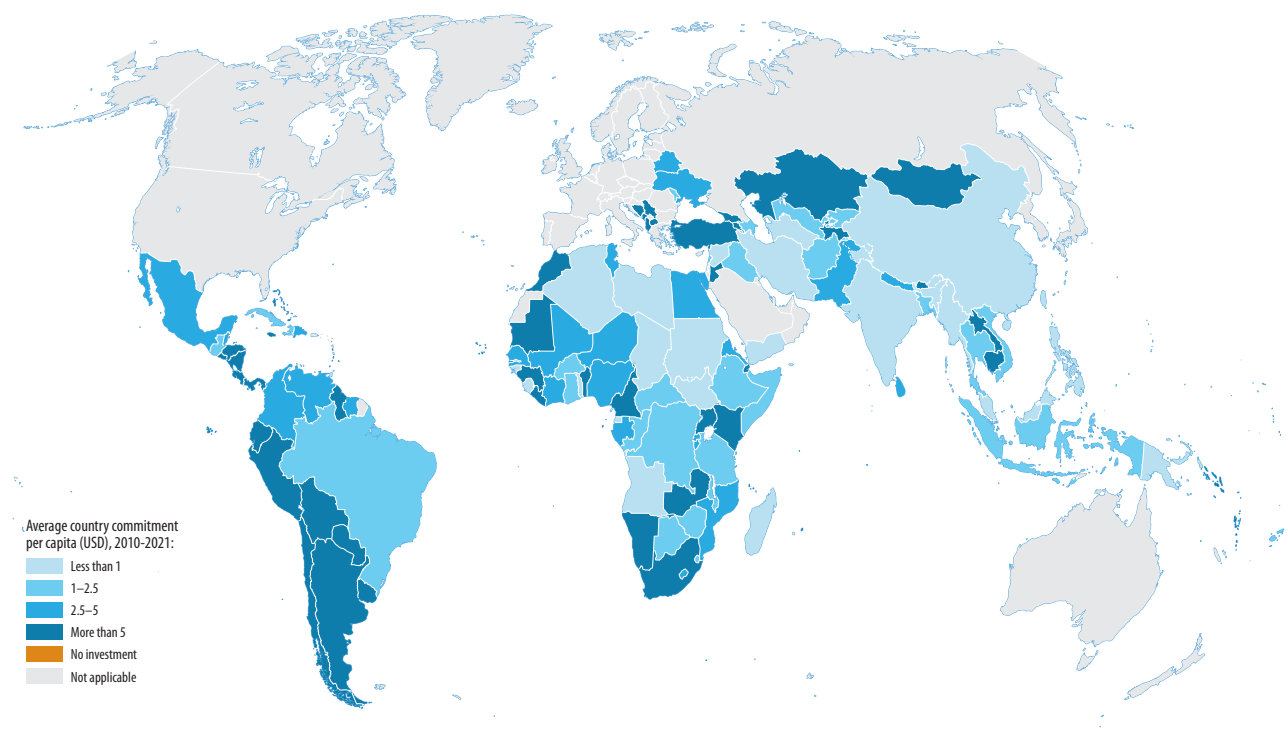 Average country commitment
per capita (USD), 2010-2021:
Less than 1
1–2.5
2.5–5
More than 5
No investment
Not applicable